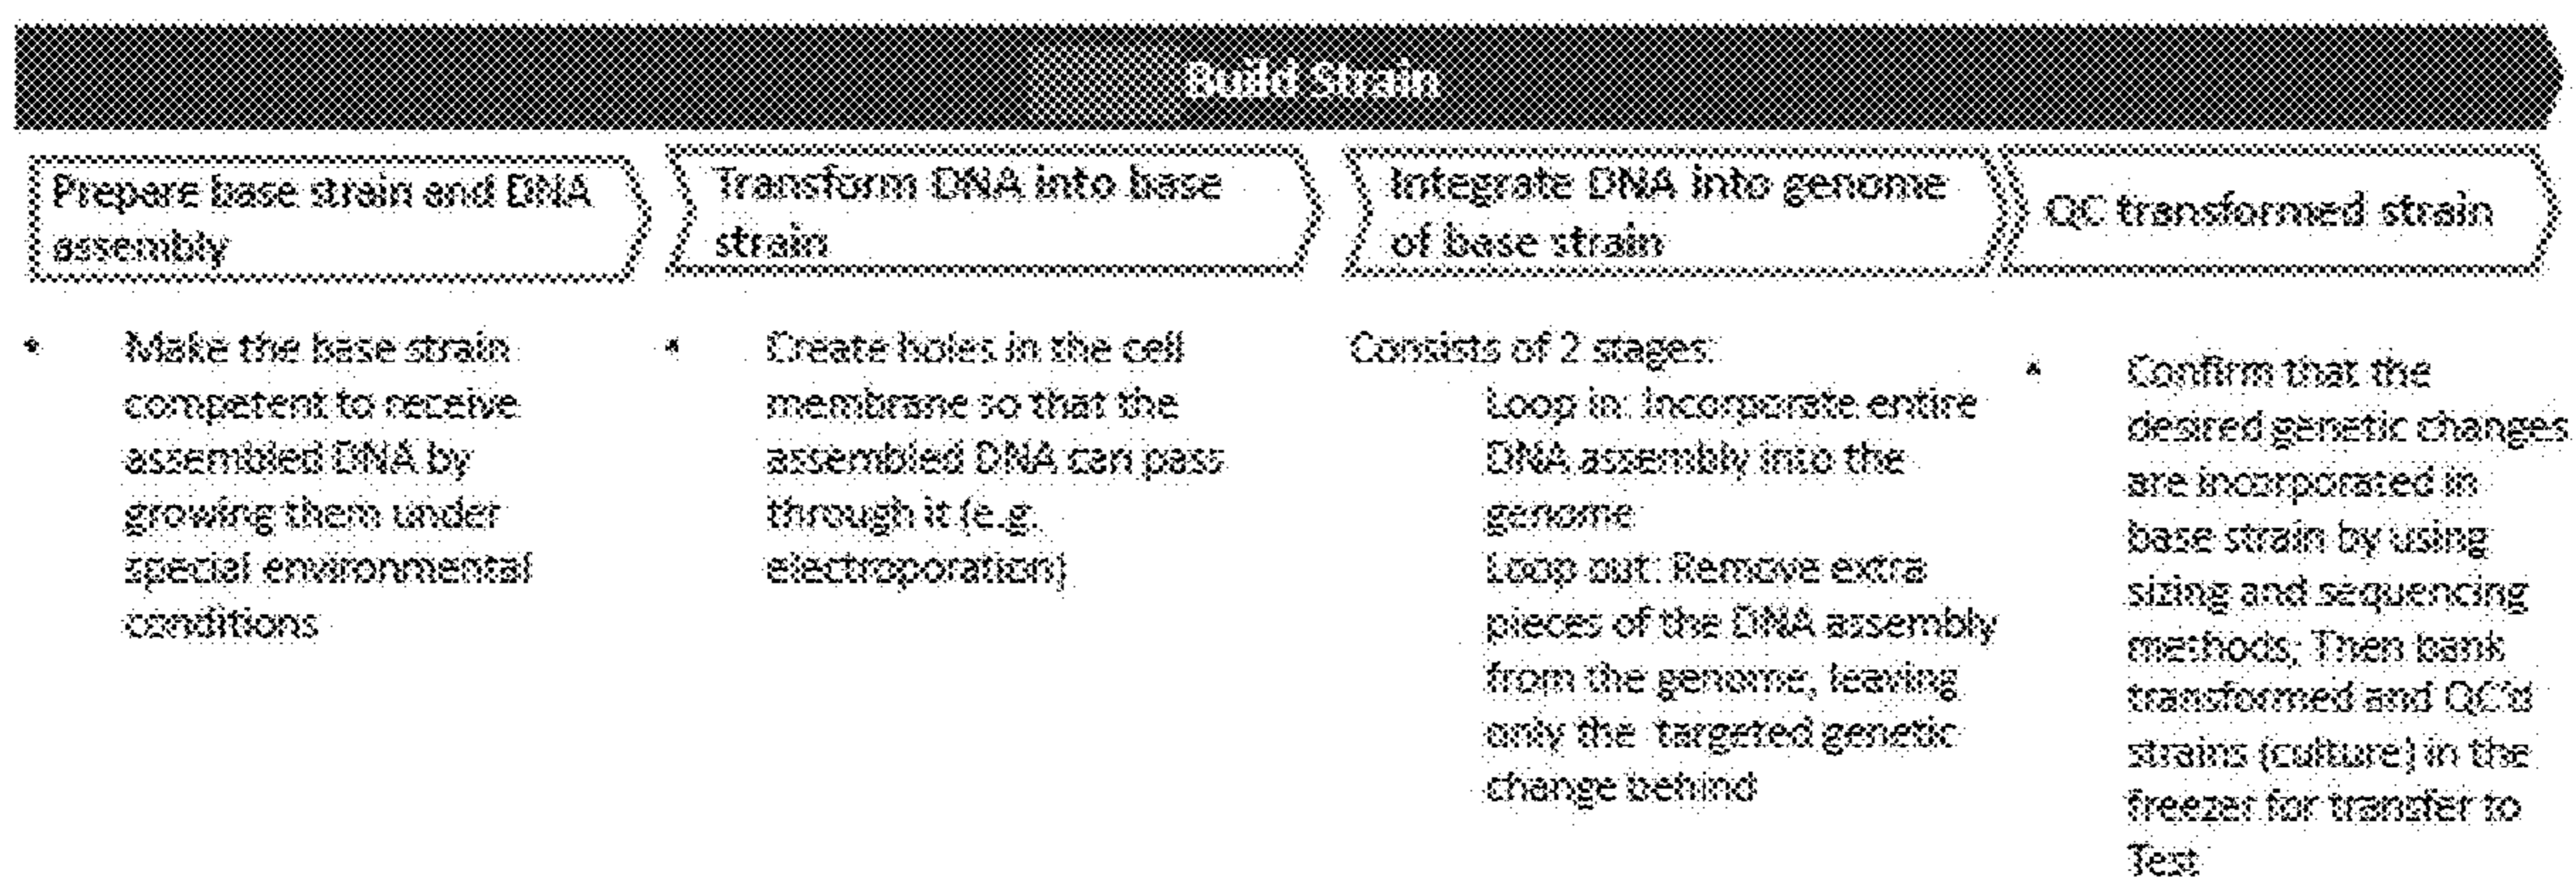 Build Strain
Prepare base strain and DNA
assembly
Transform DNA into base
strain
Integrate DNA into genome
of base strain
QC transformed strain
• Make the base strain
competent to receive
assembled DNA by
growing them under
special environmental
conditions
• Create holes in the cell
membrane so that the
assembled DNA can pass
through it (e.g.
electroporation)
Consists of 2 stages:
Loop in: Incorporate entire
DNA assembly into the
genome
Loop out: Remove extra
pieces of the DNA assembly
from the genome, leaving
only the targeted genetic
change behind
• Confirm that the
desired genetic changes
are incorporated in
base strain by using
sizing and sequencing
methods; Then bank
transformed and QC'd
strains (culture) in the
freezer for transfer to
Test